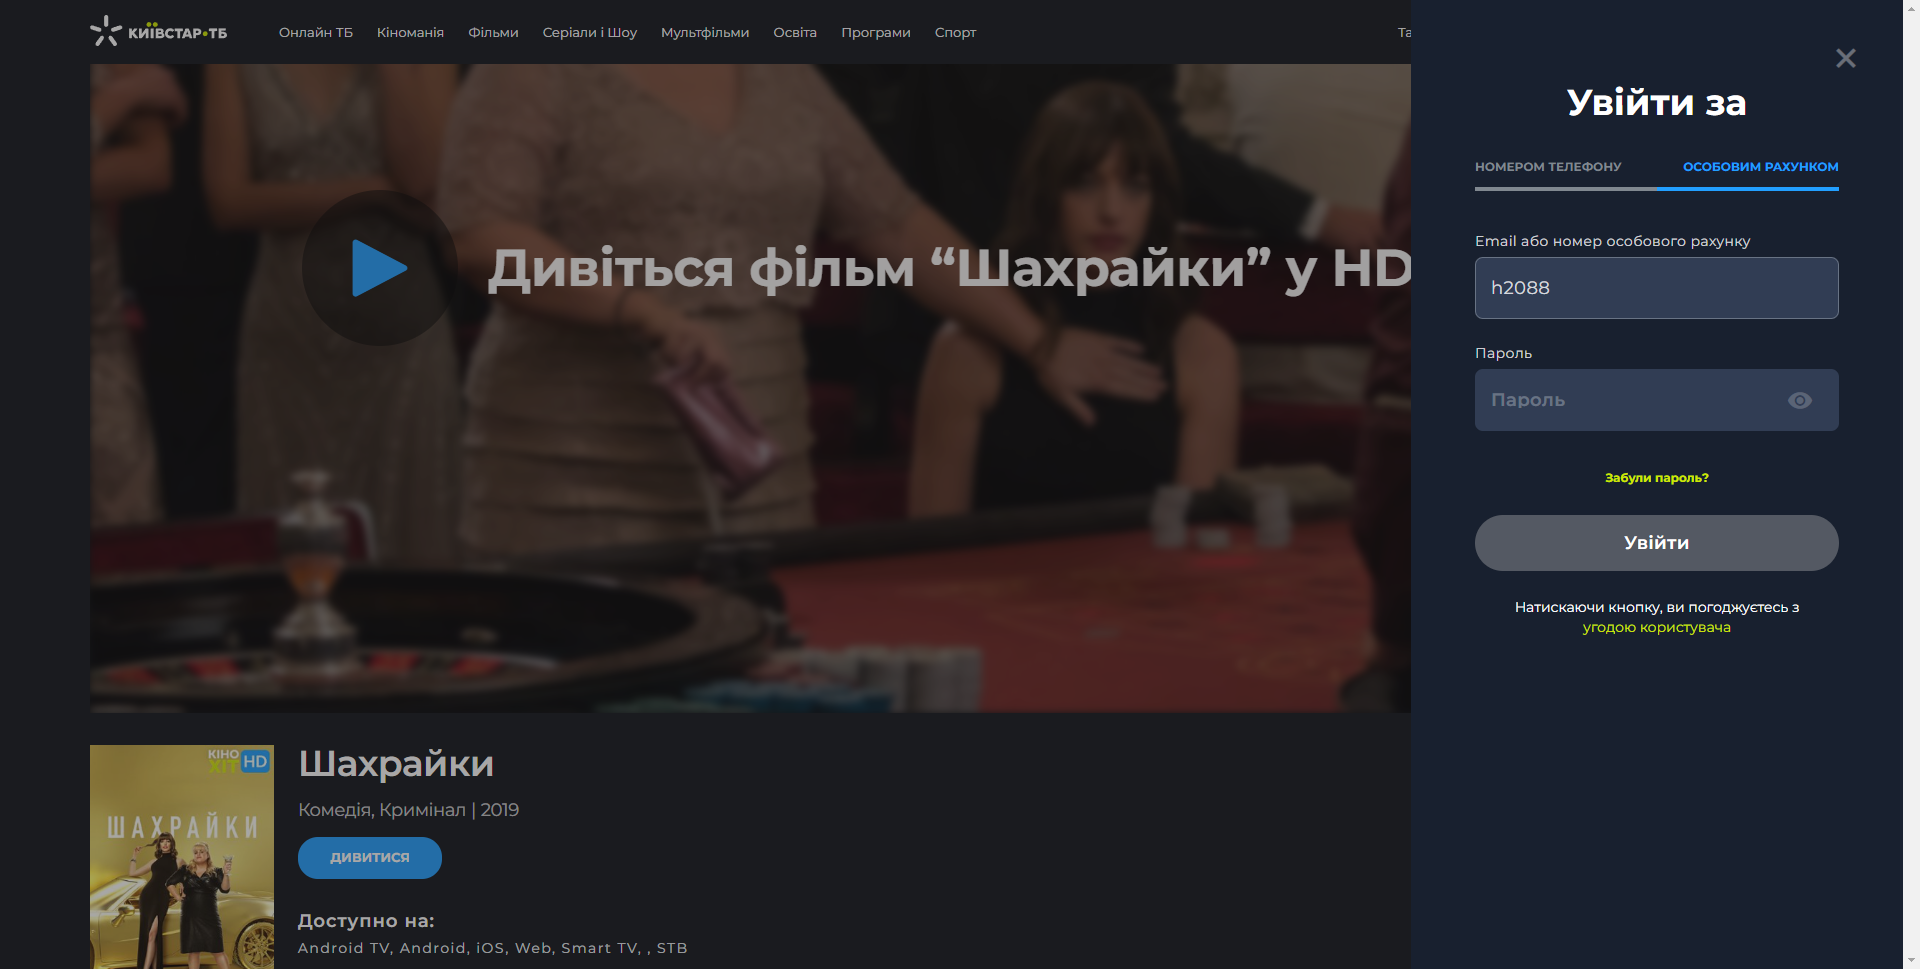 КИЇВСТАР•ТБ
Онлайн ТБ Кіноманія Фільми Серіали і Шоу Мультфільми Освіта Програми Спорт Та
Дивіться фільм “Шахрайки” у HD
Шахрайки
Комедія, Кримінал | 2019
ДИВИТИСЯ
Доступно на:
Android TV, Android, iOS, Web, Smart TV, , STB
КІНО
ХІТ HD
ШАХРАЙКИ
Увійти за
НОМЕРОМ ТЕЛЕФОНУ ОСОБОВИМ РАХУНКОМ
Email або номер особового рахунку
h2088
Пароль
Пароль
Забули пароль?
Увійти
Натискаючи кнопку, ви погоджуєтесь з
угодою користувача